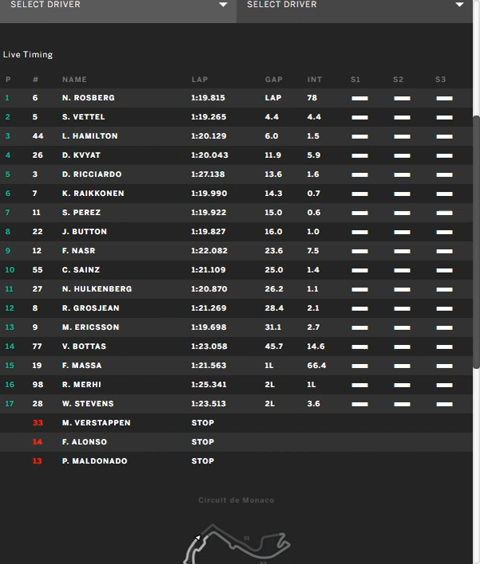 SELECT DRIVER SELECT DRIVER
Live Timing
P # NAME LAP GAP INT S1 S2 S3
1 6 N. ROSBERG 1:19.815 LAP 78
2 5 S. VETTEL 1:19.265 4.4 4.4
3 44 L. HAMILTON 1:20.129 6.0 1.5
4 26 D. KVYAT 1:20.043 11.9 5.9
5 3 D. RICCIARDO 1:27.138 13.6 1.6
6 7 K. RAIKKONEN 1:19.990 14.3 0.7
7 11 S. PEREZ 1:19.922 15.0 0.6
8 22 J. BUTTON 1:19.827 16.0 1.0
9 12 F. NASR 1:22.082 23.6 7.5
10 55 C. SAINZ 1:21.109 25.0 1.4
11 27 N. HULKENBERG 1:20.870 26.2 1.1
12 8 R. GROSJEAN 1:21.269 28.4 2.1
13 9 M. ERICSSON 1:19.698 31.1 2.7
14 77 V. BOTTAS 1:23.058 45.7 14.6
15 19 F. MASSA 1:21.563 1L 66.4
16 98 R. MERHI 1:25.341 2L 1L
17 28 W. STEVENS 1:23.513 2L 3.6
33 M. VERSTAPPEN STOP
14 F. ALONSO STOP
13 P. MALDONADO STOP
Circuit de Monaco